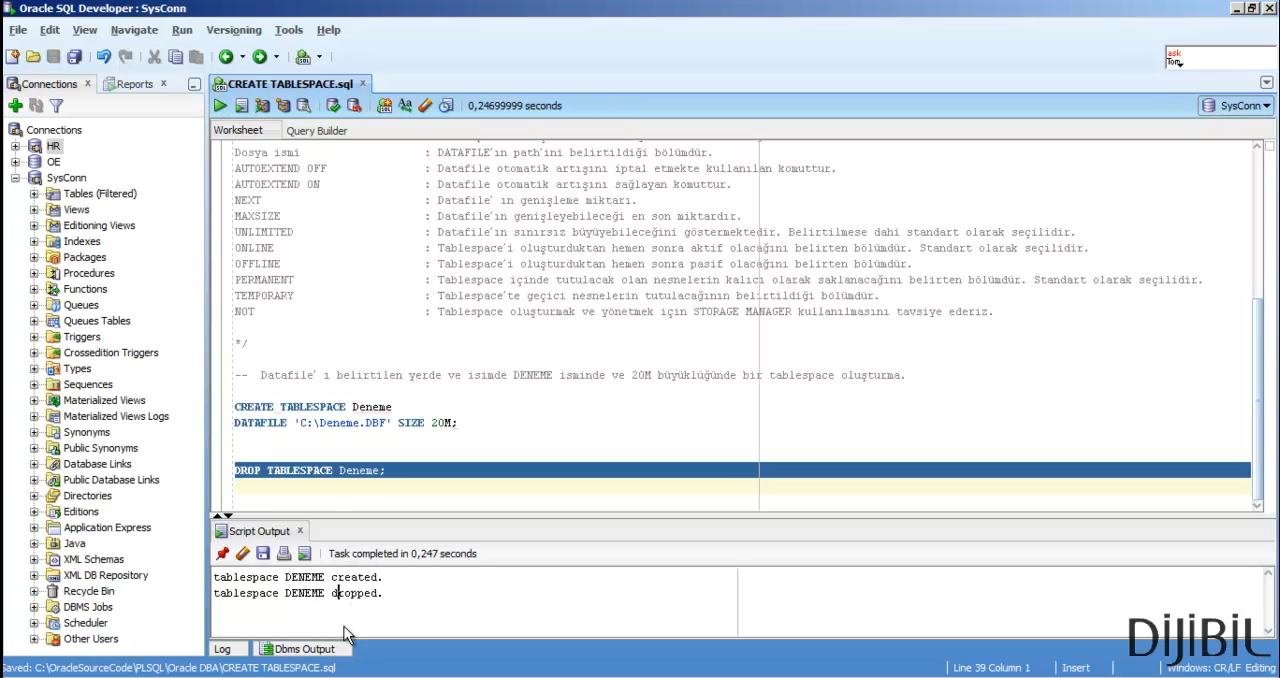 Oracle SQL Developer : SysConn
File Edit View Navigate Run Versioning Tools Help
ask
Tom
Connections Reports CREATE TABLESPACE.sql
0,24699999 seconds SysConn
Worksheet Query Builder
Connections
HR
OE
SysConn
Tables (Filtered)
Views
Editioning Views
Indexes
Packages
Procedures
Functions
Queues
Queues Tables
Triggers
Crossedition Triggers
Types
Sequences
Materialized Views
Materialized Views Logs
Synonyms
Public Synonyms
Database Links
Public Database Links
Directories
Editions
Application Express
Java
XML Schemas
XML DB Repository
Recycle Bin
DBMS Jobs
Scheduler
Other Users
Dosya ismi : DATAFILE'ın path'ini belirtildiği bölümdür.
AUTOEXTEND OFF : Datafile otomatik artışını iptal etmekte kullanılan komuttur.
AUTOEXTEND ON : Datafile otomatik artışını sağlayan komuttur.
NEXT : Datafile' ın genişleme miktarı.
MAXSIZE : Datafile'ın genişleyebileceği en son miktardır.
UNLIMITED : Datafile'ın sınırsız büyüyebileceğini göstermektedir. Belirtilmese dahi standart olarak seçilidir.
ONLINE : Tablespace'i oluşturduktan hemen sonra aktif olacağını belirten bölümdür. Standart olarak seçilidir.
OFFLINE : Tablespace'i oluşturduktan hemen sonra pasif olacağını belirten bölümdür.
PERMANENT : Tablespace içinde tutulacak olan nesnelerin kalıcı olarak saklanacağını belirten bölümdür. Standart olarak seçilidir.
TEMPORARY : Tablespace'te geçici nesnelerin tutulacağının belirtildiği bölümdür.
NOT : Tablespace oluşturmak ve yönetmek için STORAGE MANAGER kullanılmasını tavsiye ederiz.
*/
-- Datafile' ı belirtilen yerde ve isimde DENEME isminde ve 20M büyüklüğünde bir tablespace oluşturma.
CREATE TABLESPACE Deneme
DATAFILE 'C:\Deneme.DBF' SIZE 20M;
DROP TABLESPACE Deneme;
Script Output
Task completed in 0,247 seconds
tablespace DENEME created.
tablespace DENEME dropped.
Log Dbms Output
DiJiBiL
Saved: C:\OracleSourceCode\PLSQL\Oracle DBA\CREATE TABLESPACE.sql Line 39 Column 1 Insert Windows: CR/LF Editing